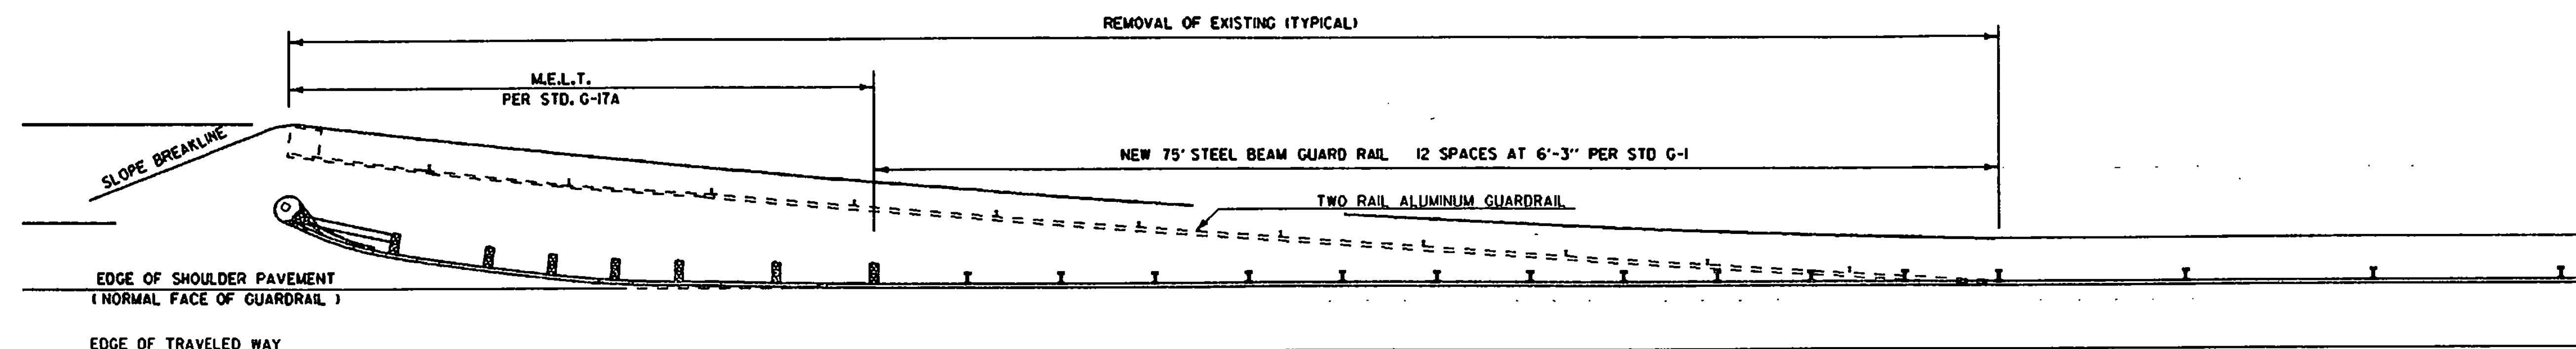 REMOVAL OF EXISTING (TYPICAL)
M.E.L.T.
PER STD. G-17A
SLOPE BREAKLINE
NEW 75' STEEL BEAM GUARD RAIL 12 SPACES AT 6'-3" PER STD G-1
TWO RAIL ALUMINUM GUARDRAIL
EDGE OF SHOULDER PAVEMENT
( NORMAL FACE OF GUARDRAIL )
EDGE OF TRAVELED WAY